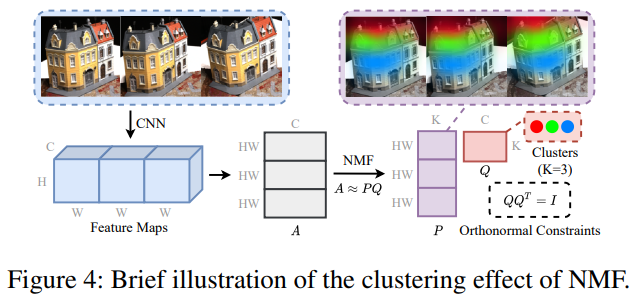 CNN
C
H
W W W
Feature Maps
C
HW
HW
HW
A
NMF
A ≈ PQ
K
HW
HW
HW
P
C
K
Q
Clusters
(K=3)
QQ^T = I
Orthonormal Constraints
Figure 4: Brief illustration of the clustering effect of NMF.